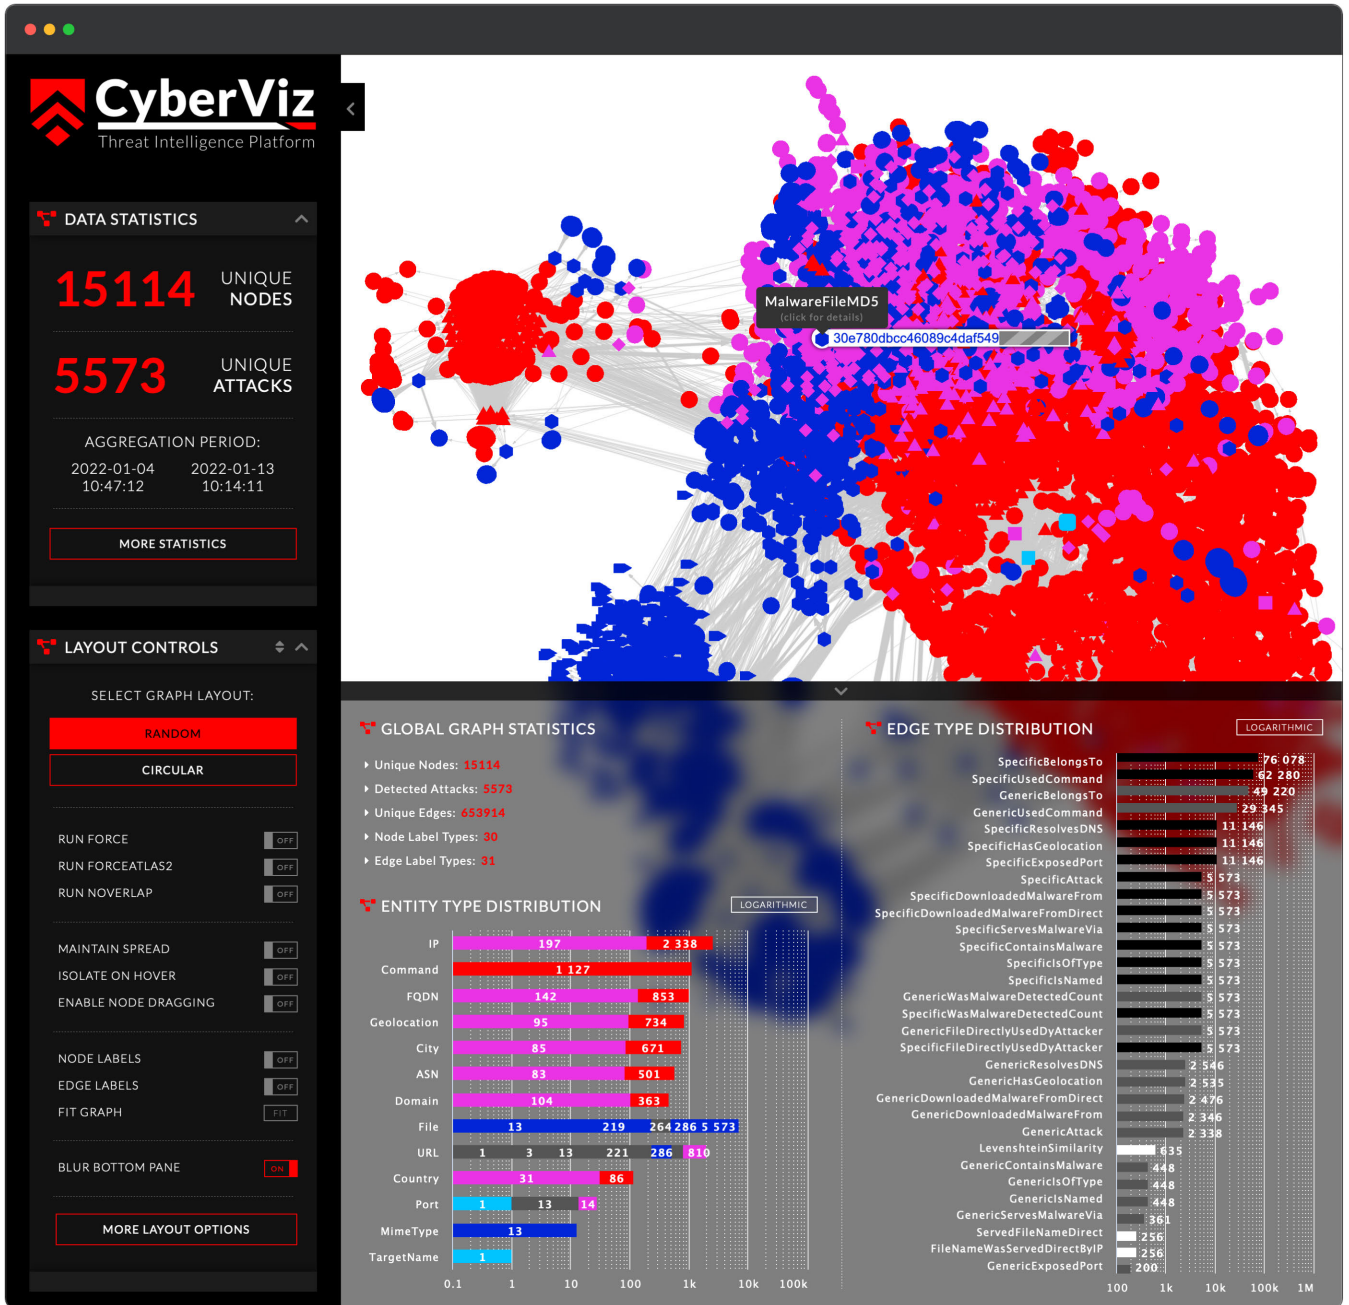 CyberViz
Threat Intelligence Platform
DATA STATISTICS
15114 UNIQUE NODES
5573 UNIQUE ATTACKS
AGGREGATION PERIOD:
2022-01-04 2022-01-13
10:47:12 10:14:11
MORE STATISTICS
LAYOUT CONTROLS
SELECT GRAPH LAYOUT:
RANDOM
CIRCULAR
RUN FORCE OFF
RUN FORCEATLAS2 OFF
RUN NOVERLAP OFF
MAINTAIN SPREAD OFF
ISOLATE ON HOVER OFF
ENABLE NODE DRAGGING OFF
NODE LABELS OFF
EDGE LABELS OFF
FIT GRAPH FIT
BLUR BOTTOM PANE ON
MORE LAYOUT OPTIONS
MalwareFileMD5
(click for details)
30e780dbcc46089c4daf549
GLOBAL GRAPH STATISTICS
Unique Nodes: 15114
Detected Attacks: 5573
Unique Edges: 653914
Node Label Types: 30
Edge Label Types: 31
ENTITY TYPE DISTRIBUTION LOGARITHMIC
IP 197 2 338
Command 1 127
FQDN 142 853
Geolocation 95 734
City 85 671
ASN 83 501
Domain 104 363
File 13 219 264 286 5 573
URL 1 3 13 221 286 810
Country 31 86
Port 1 13 14
MimeType 13
TargetName 1
0.1 1 10 100 1k 10k 100k
EDGE TYPE DISTRIBUTION LOGARITHMIC
SpecificBelongsTo 76 078
SpecificUsedCommand 62 280
GenericBelongsTo 49 220
GenericUsedCommand 29 345
SpecificResolvesDNS 11 146
SpecificHasGeolocation 11 146
SpecificExposedPort 11 146
SpecificAttack 5 573
SpecificDownloadedMalwareFrom 5 573
SpecificDownloadedMalwareFromDirect 5 573
SpecificServesMalwareVia 5 573
SpecificContainsMalware 5 573
SpecificIsOfType 5 573
SpecificIsNamed 5 573
GenericWasMalwareDetectedCount 5 573
SpecificWasMalwareDetectedCount 5 573
GenericFileDirectlyUsedDyAttacker 5 573
SpecificFileDirectlyUsedDyAttacker 5 573
GenericResolvesDNS 2 546
GenericHasGeolocation 2 535
GenericDownloadedMalwareFromDirect 2 476
GenericDownloadedMalwareFrom 2 346
GenericAttack 2 338
LevenshteinSimilarity 635
GenericContainsMalware 448
GenericIsOfType 448
GenericIsNamed 448
GenericServesMalwareVia 361
ServedFileNameDirect 256
FileNameWasServedDirectByIP 256
GenericExposedPort 200
100 1k 10k 100k 1M